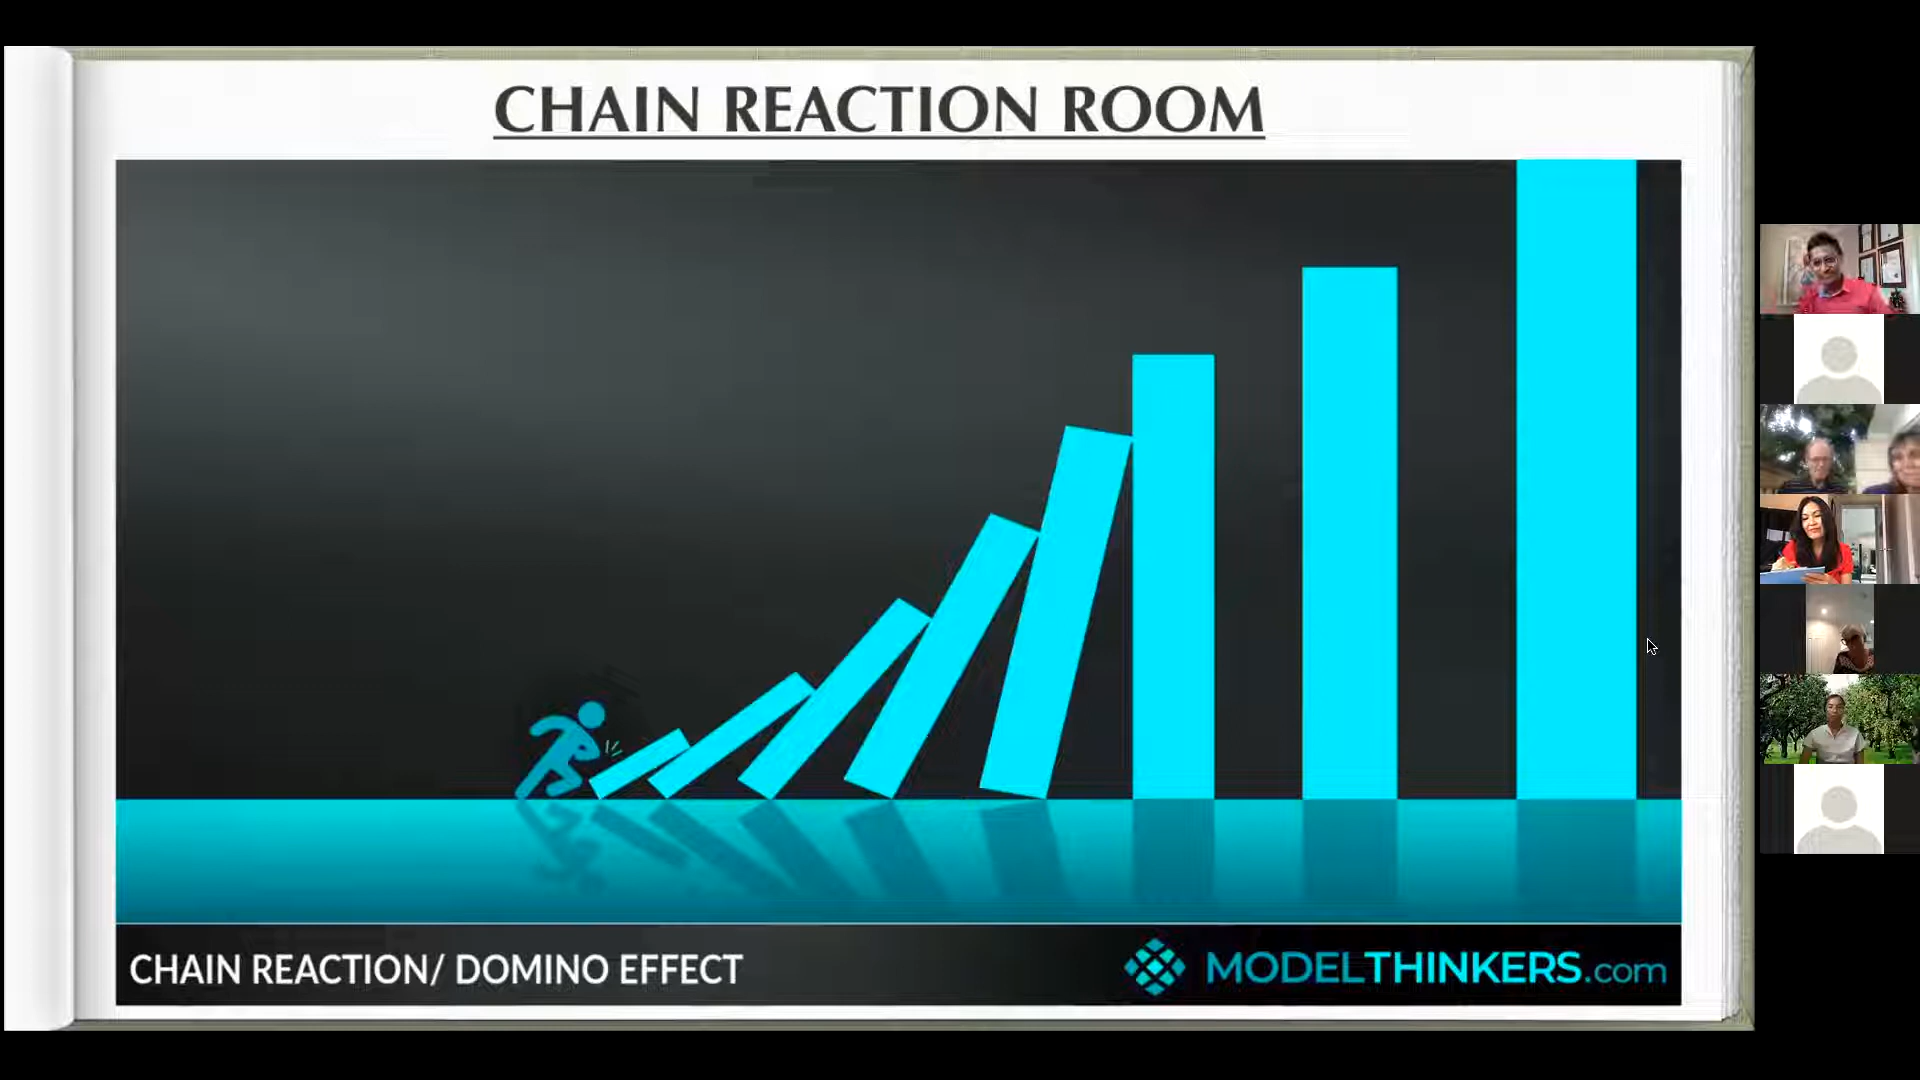 CHAIN REACTION ROOM
CHAIN REACTION/ DOMINO EFFECT
MODELTHINKERS.com